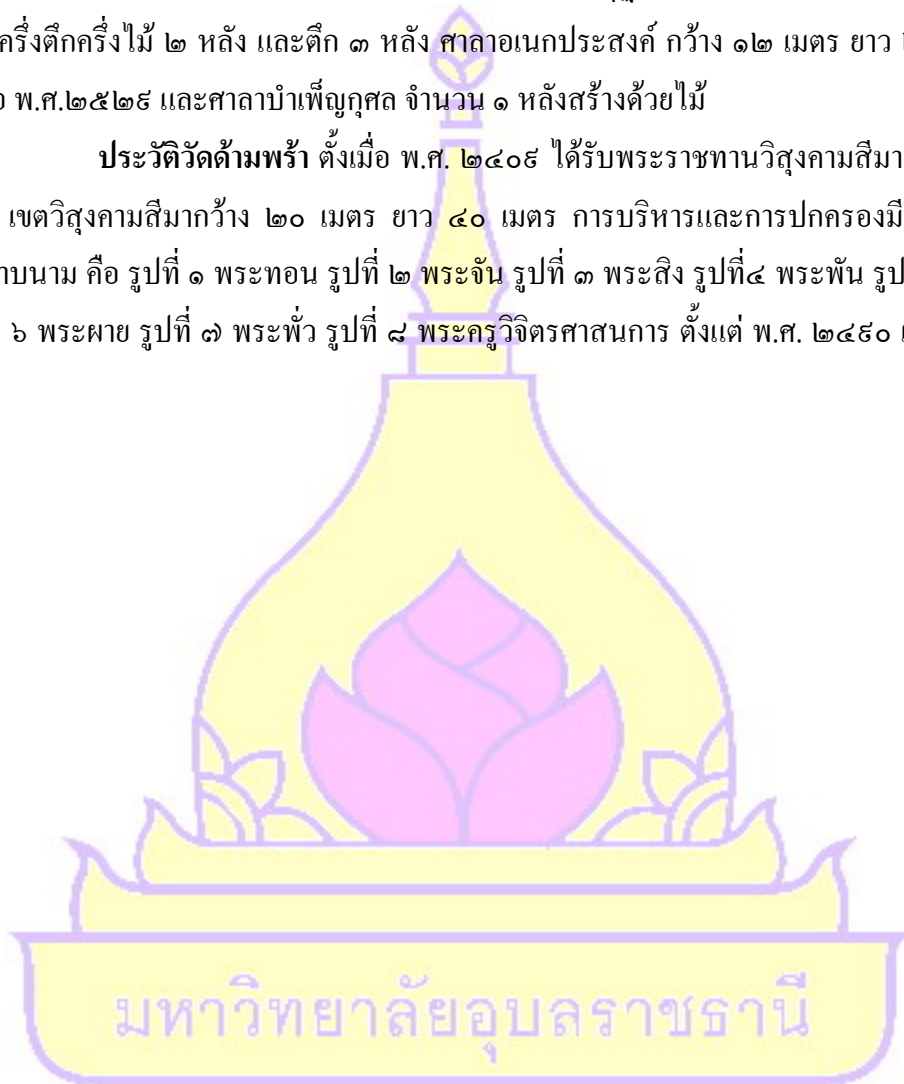 ครึ่งตึกครึ่งไม้ ๒ หลัง และตึก ๓ หลัง ศาลาอเนกประสงค์ กว้าง ๑๒ เมตร ยาว
พ.ศ.๒๕๒๙ และศาลาบำเพ็ญกุศล จำนวน ๑ หลังสร้างด้วยไม้
ประวัติวัดด้ามพร้า ตั้งเมื่อ พ.ศ. ๒๔๐๙ ได้รับพระราชทานวิสุงคามสีมา
เขตวิสุงคามสีมากว้าง ๒๐ เมตร ยาว ๔๐ เมตร การบริหารและการปกครองมี
าบนาม คือ รูปที่ ๑ พระทอน รูปที่ ๒ พระจัน รูปที่ ๓ พระสิง รูปที่๔ พระพัน รูป
๖ พระผาย รูปที่ ๗ พระพั่ว รูปที่ ๘ พระครูวิจิตรศาสนการ ตั้งแต่ พ.ศ. ๒๔๙๐
มหาวิทยาลัยอุบลราชธานี